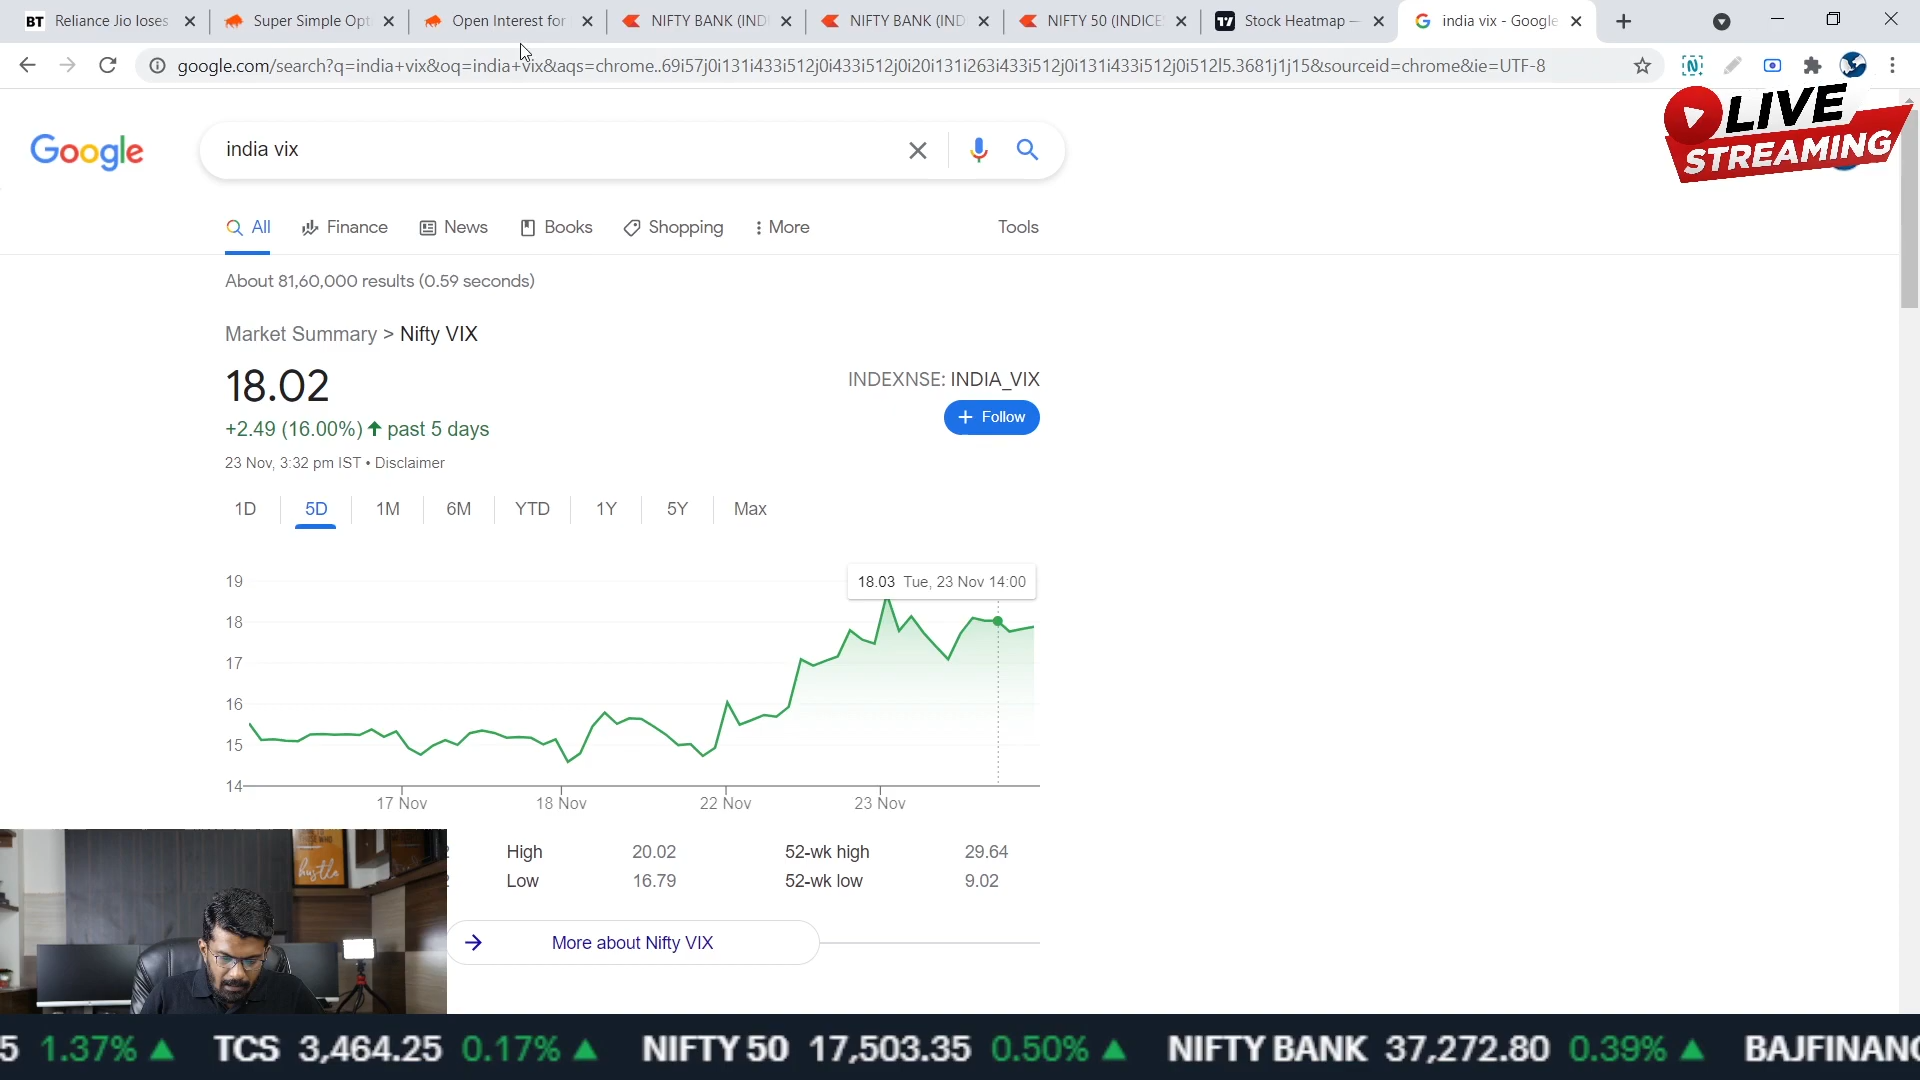 BT Reliance Jio loses
Super Simple Opt
Open Interest for
NIFTY BANK (INDI
NIFTY BANK (IND
NIFTY 50 (INDICE
Stock Heatmap —
india vix - Google
google.com/search?q=india+vix&oq=india+vix&aqs=chrome..69i57j0i131i433i512j0i433i512j0i20i131i263i433i512j0i131i433i512j0i512l5.3681j1j15&sourceid=chrome&ie=UTF-8
LIVE
STREAMING
Google
india vix
All Finance News Books Shopping More Tools
About 81,60,000 results (0.59 seconds)
Market Summary > Nifty VIX
18.02
INDEXNSE: INDIA_VIX
+ Follow
+2.49 (16.00%) ↑ past 5 days
23 Nov, 3:32 pm IST • Disclaimer
1D 5D 1M 6M YTD 1Y 5Y Max
18.03 Tue, 23 Nov 14:00
19
18
17
16
15
14
17 Nov 18 Nov 22 Nov 23 Nov
High 20.02 52-wk high 29.64
Low 16.79 52-wk low 9.02
hustle
→ More about Nifty VIX
5 1.37% ▲ TCS 3,464.25 0.17% ▲ NIFTY 50 17,503.35 0.50% ▲ NIFTY BANK 37,272.80 0.39% ▲ BAJFINANC